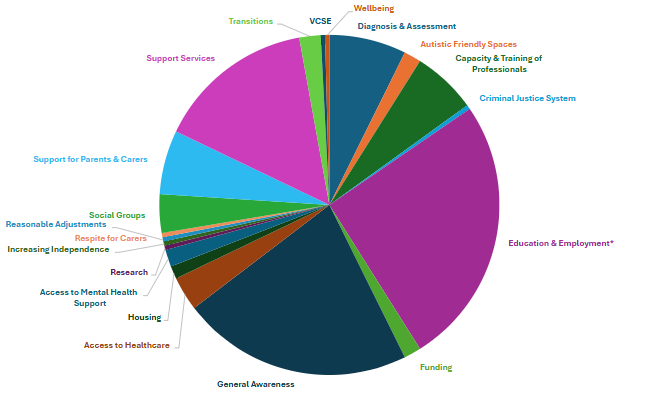 Wellbeing
Transitions
VCSE
Diagnosis & Assessment
Autistic Friendly Spaces
Capacity & Training of
Professionals
Support Services
Criminal Justice System
Support for Parents & Carers
Social Groups
Reasonable Adjustments
Respite for Carers
Education & Employment*
Increasing Independence
Research
Access to Mental Health
Support
Housing
Access to Healthcare
Funding
General Awareness